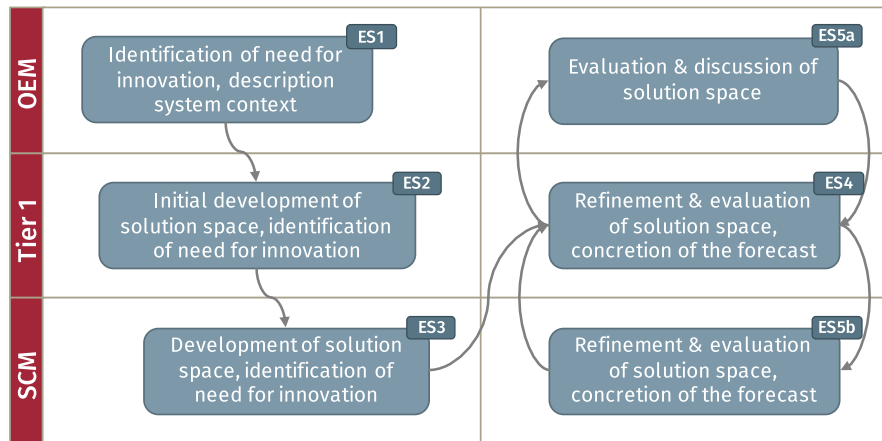 OEM
ES1
Identification of need for
innovation, description
system context
ES5a
Evaluation & discussion of
solution space
Tier 1
ES2
Initial development of
solution space, identification
of need for innovation
ES4
Refinement & evaluation
of solution space,
concretion of the forecast
SCM
ES3
Development of solution
space, identification of
need for innovation
ES5b
Refinement & evaluation
of solution space,
concretion of the forecast